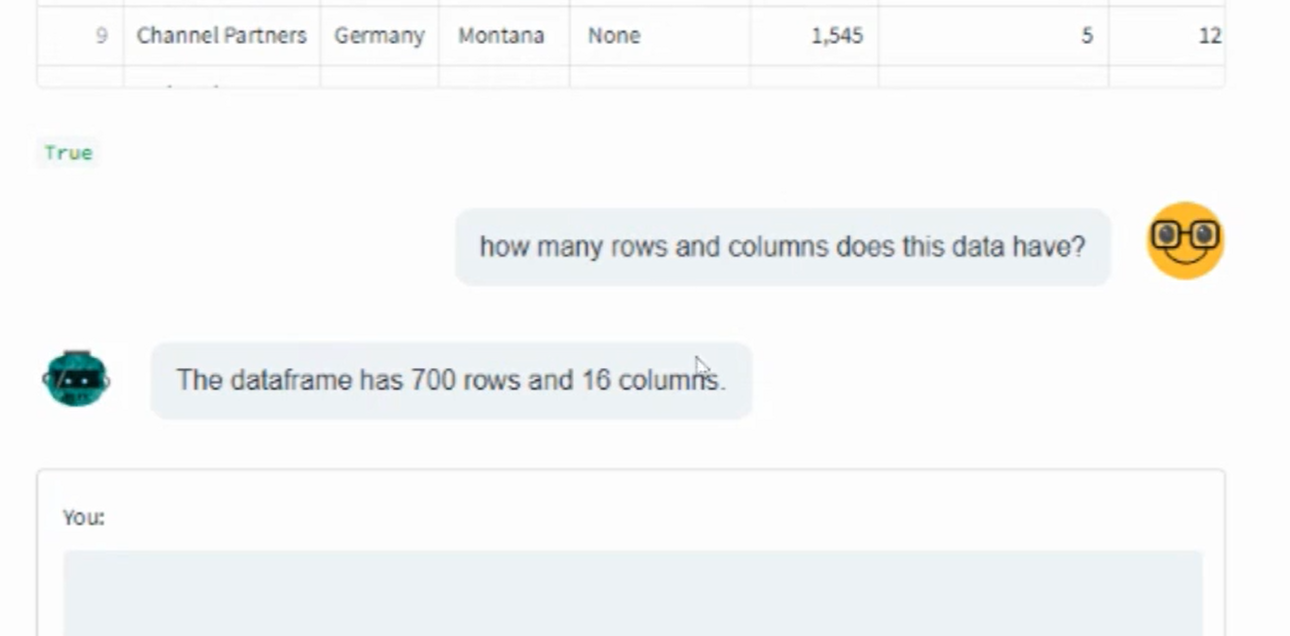 9 Channel Partners Germany Montana None 1,545 5 12
True
how many rows and columns does this data have?
The dataframe has 700 rows and 16 columns.
You: